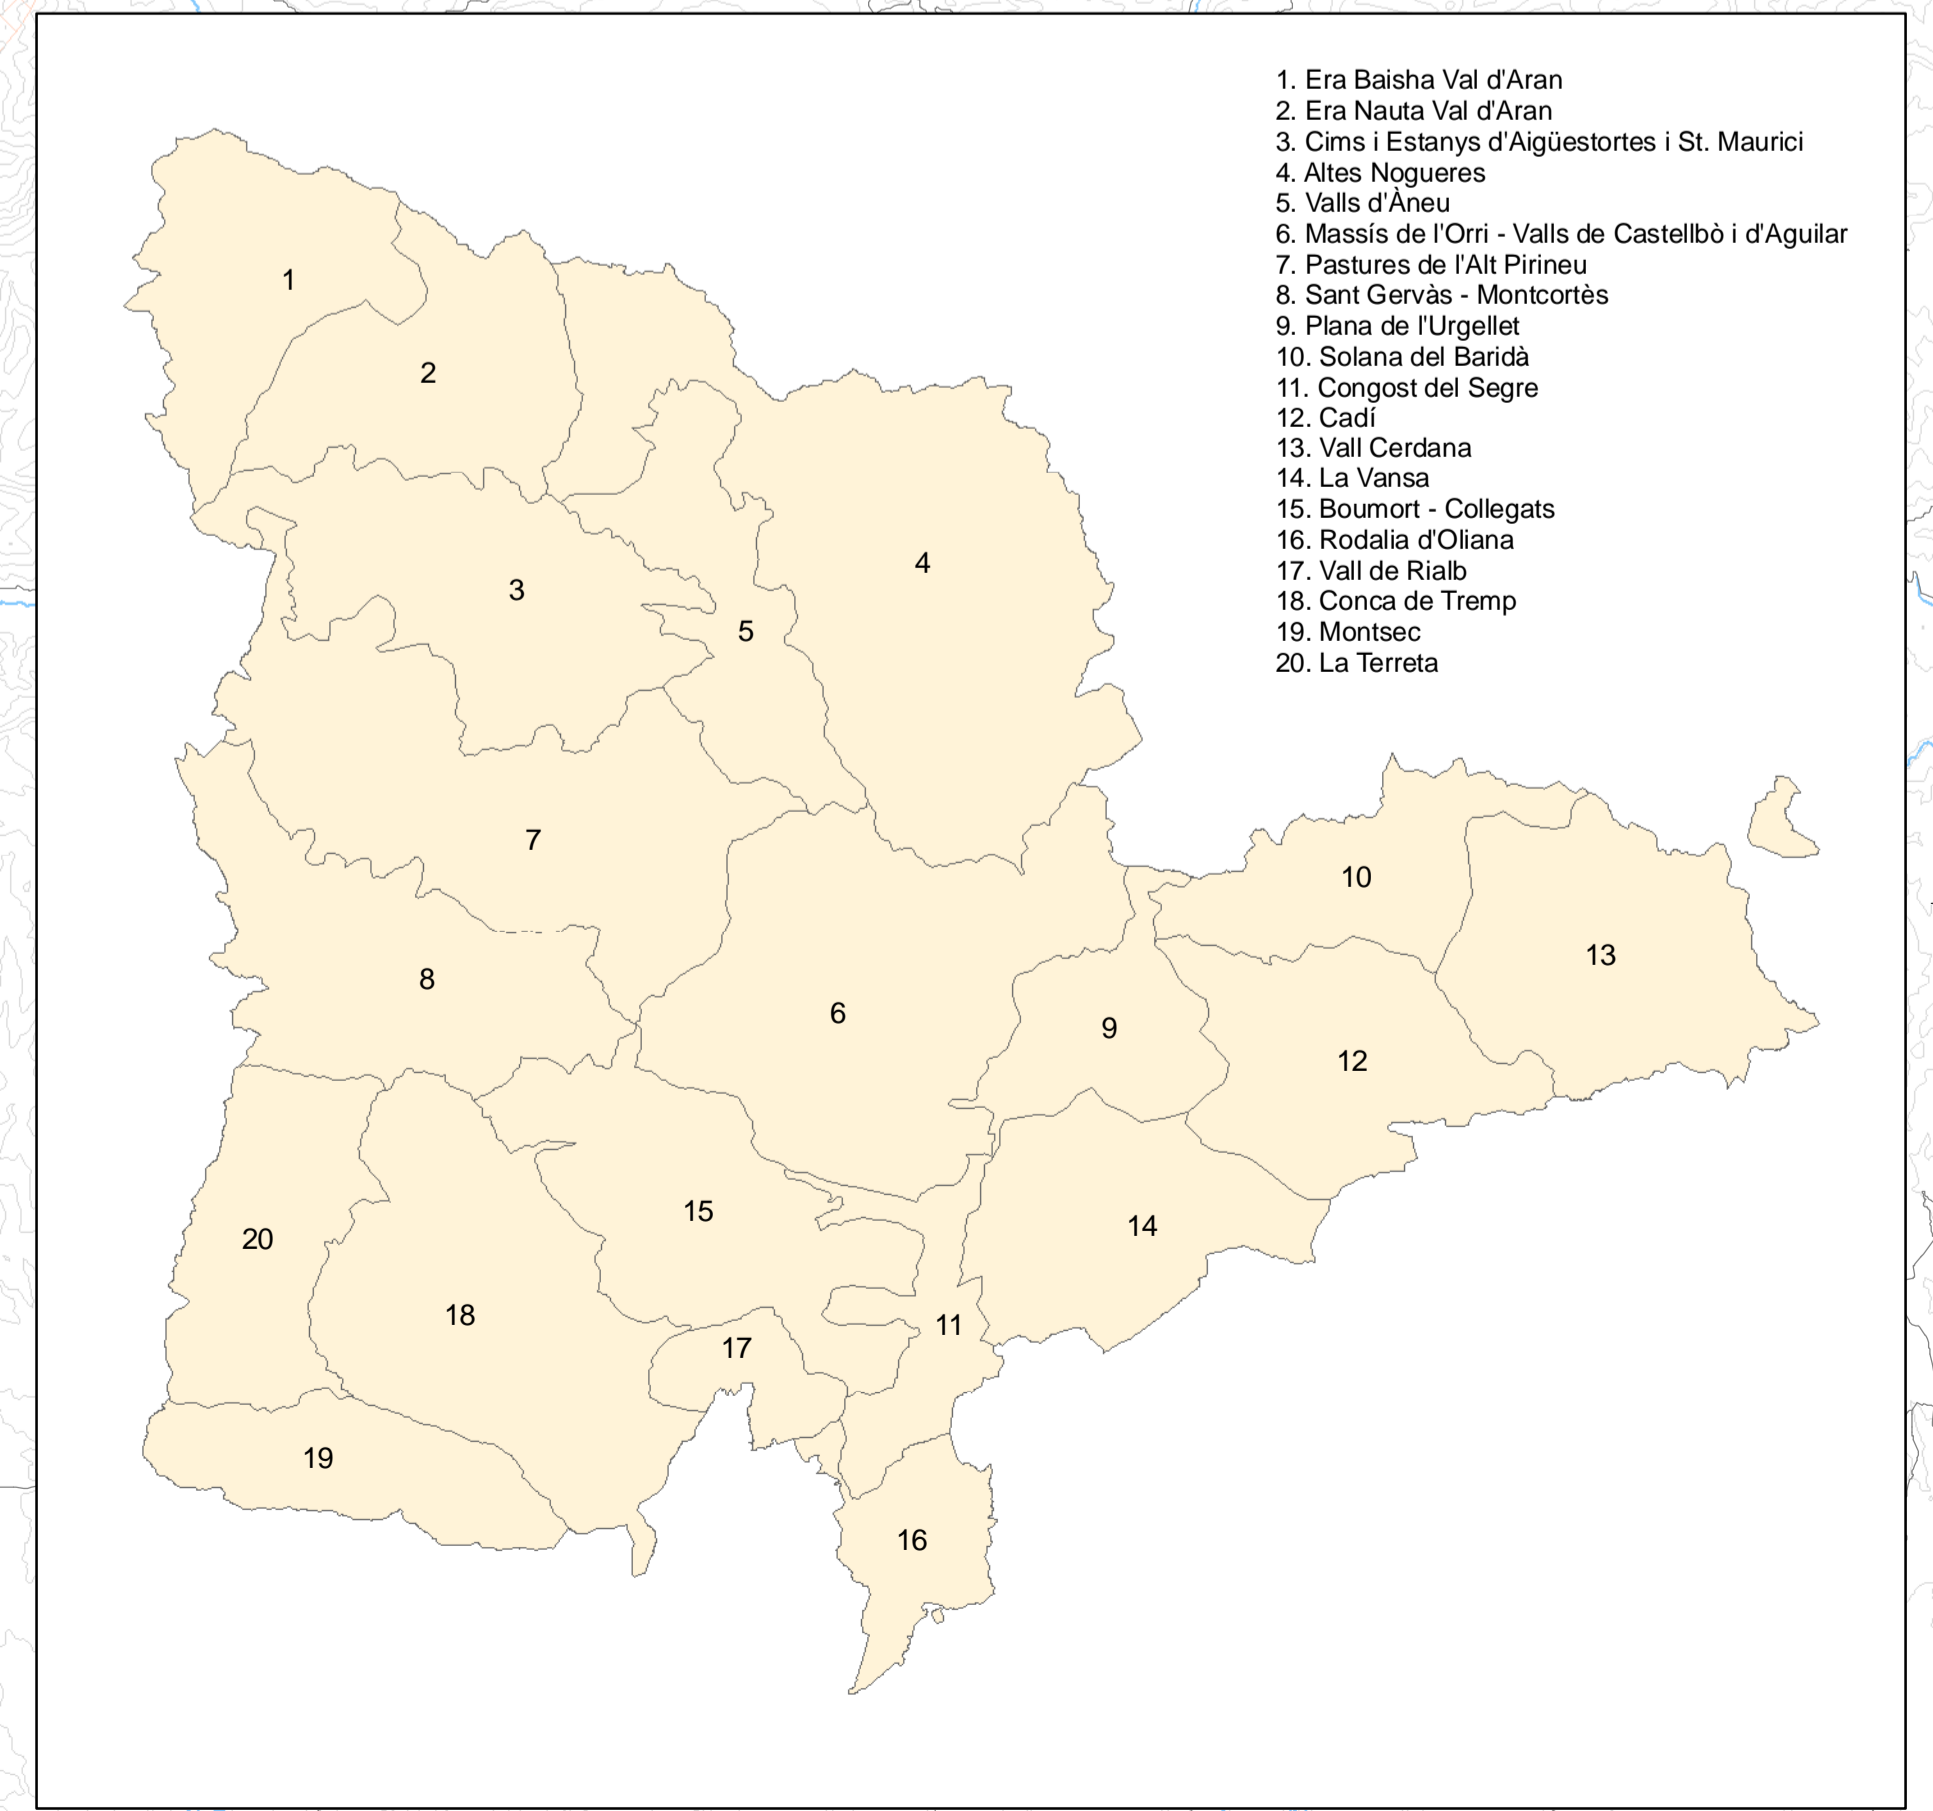 1. Era Baisha Val d'Aran
2. Era Nauta Val d'Aran
3. Cims i Estanys d'Aigüestortes i St. Maurici
4. Altes Nogueres
5. Valls d'Àneu
6. Massís de l'Orri - Valls de Castellbò i d'Aguilar
7. Pastures de l'Alt Pirineu
8. Sant Gervàs - Montcortès
9. Plana de l'Urgellet
10. Solana del Baridà
11. Congost del Segre
12. Cadí
13. Vall Cerdana
14. La Vansa
15. Boumort - Collegats
16. Rodalia d'Oliana
17. Vall de Rialb
18. Conca de Tremp
19. Montsec
20. La Terreta
1
2
3
4
5
7
10
13
8
6
9
12
15
14
20
18
11
17
19
16